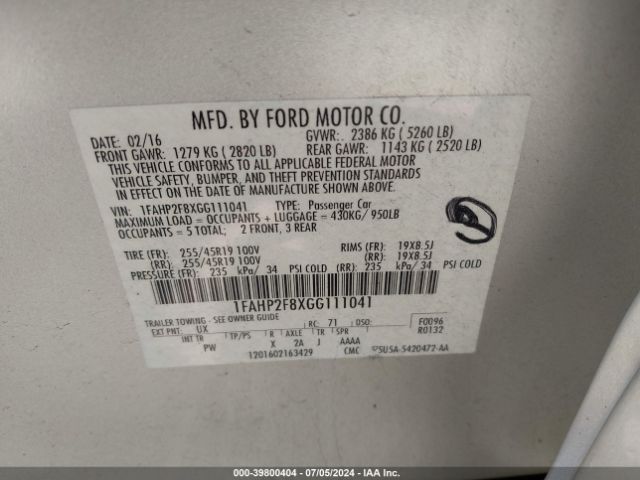 MFD. BY FORD MOTOR CO.
DATE: 02/16 GVWR: 2386 KG ( 5260 LB)
FRONT GAWR: 1279 KG ( 2820 LB) REAR GAWR: 1143 KG ( 2520 LB)
THIS VEHICLE CONFORMS TO ALL APPLICABLE FEDERAL MOTOR
VEHICLE SAFETY, BUMPER, AND THEFT PREVENTION STANDARDS
IN EFFECT ON THE DATE OF MANUFACTURE SHOWN ABOVE.
VIN: 1FAHP2F8XGG111041 TYPE: Passenger Car
MAXIMUM LOAD = OCCUPANTS + LUGGAGE = 430KG/ 950LB
OCCUPANTS = 5 TOTAL; 2 FRONT, 3 REAR
TIRE (FR): 255/45R19 100V RIMS (FR): 19X8.5J
(RR): 255/45R19 100V (RR): 19X8.5J
PRESSURE (FR): 235 kPa/ 34 PSI COLD (RR): 235 kPa/ 34 PSI COLD
1FAHP2F8XGG111041
TRAILER TOWING - SEE OWNER GUIDE
EXT PNT: UX RC: 71 DSO: F0096
INT TR TP/PS R AXLE TR SPR R0132
PW X 2A J AAAA
1201602163429 CMC 5USA-5420472-AA
000-39800404 - 07/05/2024 - IAA Inc.